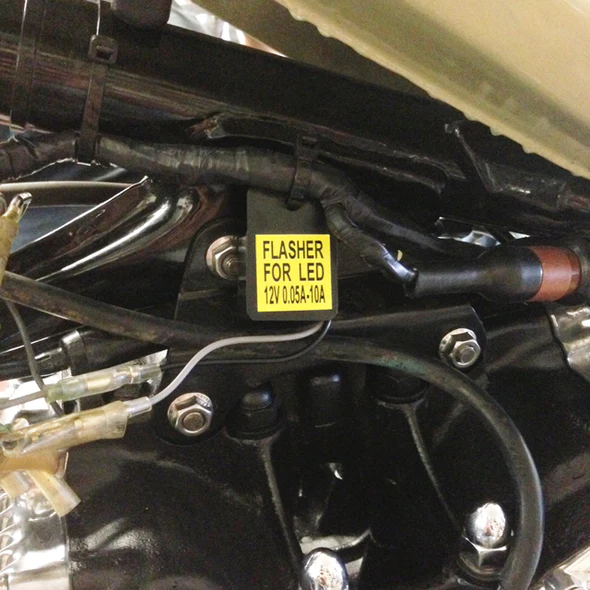 FLASHER
FOR LED
12V 0.05A-10A